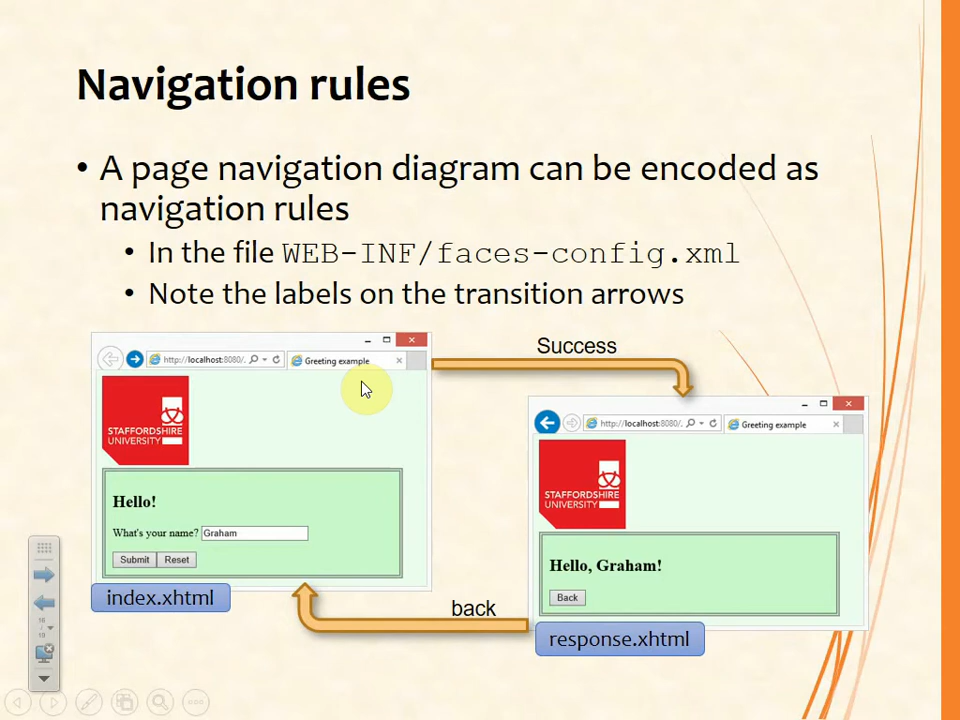 Navigation rules
• A page navigation diagram can be encoded as
navigation rules
• In the file WEB-INF/faces-config.xml
• Note the labels on the transition arrows
Success
http://localhost:8080/.
Greeting example
STAFFORDSHIRE
UNIVERSITY
Hello!
What's your name? Graham
Submit Reset
index.xhtml
http://localhost:8080/.
Greeting example
STAFFORDSHIRE
UNIVERSITY
Hello, Graham!
Back
back
response.xhtml
18
/
19